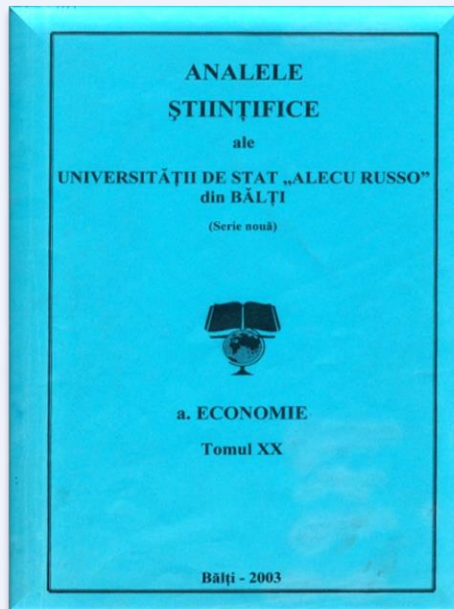 ANALELE
ŞTIINŢIFICE
ale
UNIVERSITĂŢII DE STAT „ALECU RUSSO”
din BĂLŢI
(Serie nouă)
a. ECONOMIE
Tomul XX
Bălţi - 2003